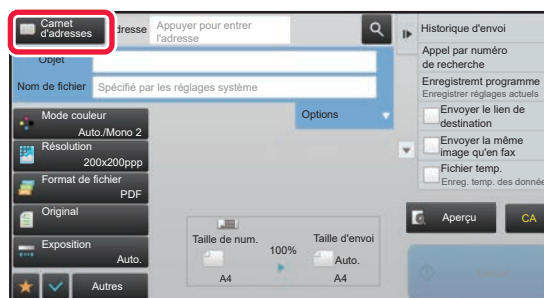 Carnet
d'adresses
dresse
Appuyer pour entrer
l'adresse
Objet
Nom de fichier
Spécifié par les réglages système
Mode couleur
Auto./Mono 2
Résolution
200x200ppp
Format de fichier
PDF
Original
Exposition
Auto.
Autres
Options
Taille de num.
100%
Taille d'envoi
Auto.
A4
A4
Historique d'envoi
Appel par numéro
de recherche
Enregistremt programme
Enregistrer réglages actuels
Envoyer le lien de
destination
Envoyer la même
image qu'en fax
Fichier temp.
Enreg. temp. des donnée
Aperçu
CA